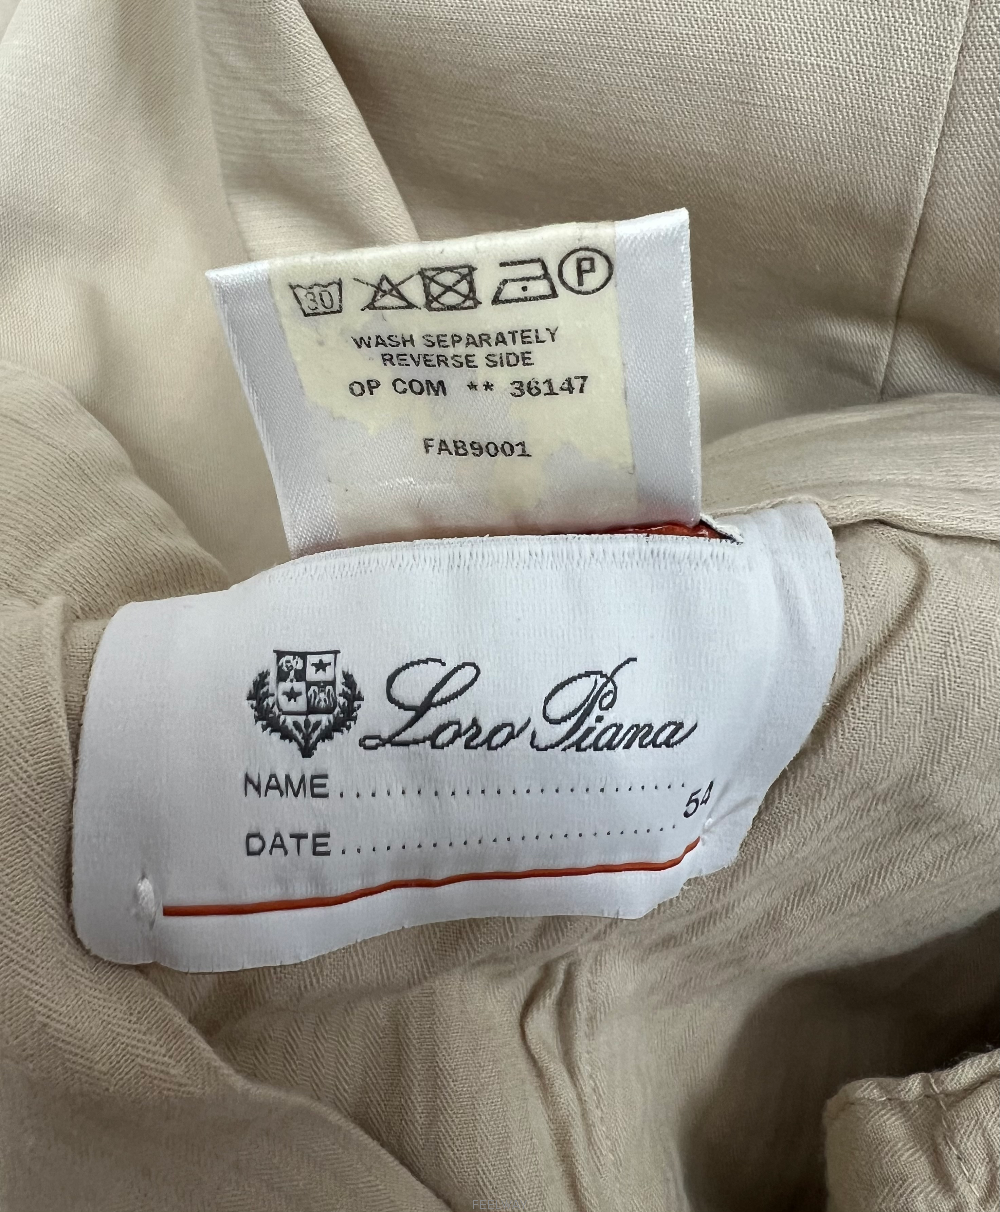 30
P
WASH SEPARATELY
REVERSE SIDE
OP COM ** 36147
FAB9001
Loro Piana
NAME........................
54
DATE........................